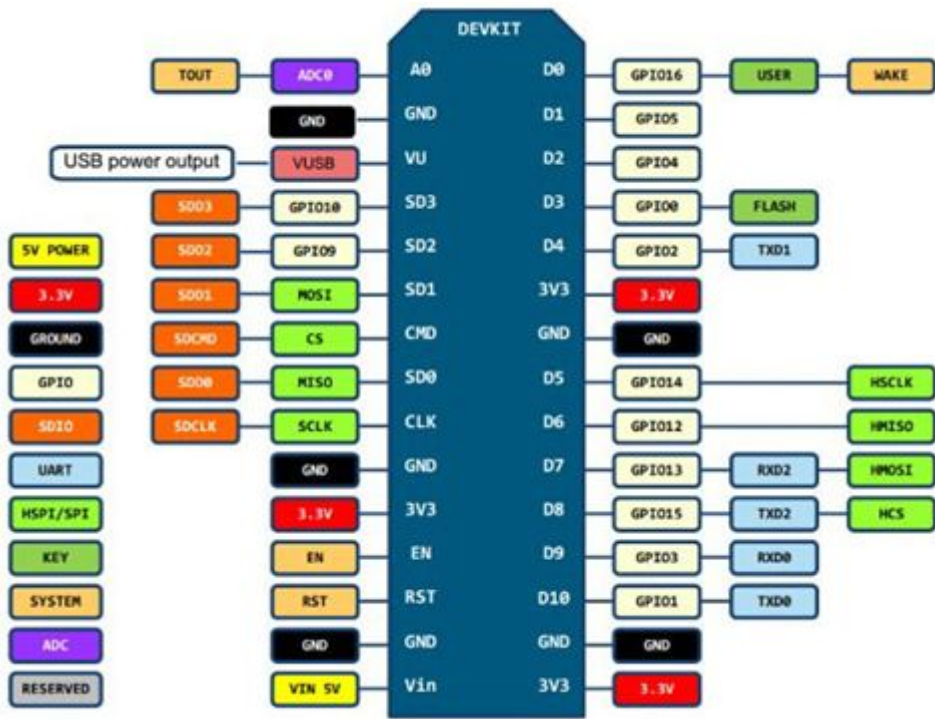 DEVKIT
TOUT ADC0 A0 D0 GPIO16 USER WAKE
GND GND D1 GPIO5
USB power output VUSB VU D2 GPIO4
SDD3 GPIO10 SD3 D3 GPIO0 FLASH
5V POWER SDD2 GPIO9 SD2 D4 GPIO2 TXD1
3.3V SDD1 MOSI SD1 3V3 3.3V
GROUND SDCMD CS CMD GND GND
GPIO SDD0 MISO SD0 D5 GPIO14 HSCLK
SDIO SDCLK SCLK CLK D6 GPIO12 HMISO
UART GND GND D7 GPIO13 RXD2 HMOSI
HSPI/SPI 3.3V 3V3 D8 GPIO15 TXD2 HCS
KEY EN EN D9 GPIO3 RXD0
SYSTEM RST RST D10 GPIO1 TXD0
ADC GND GND GND GND
RESERVED VIN 5V Vin 3V3 3.3V